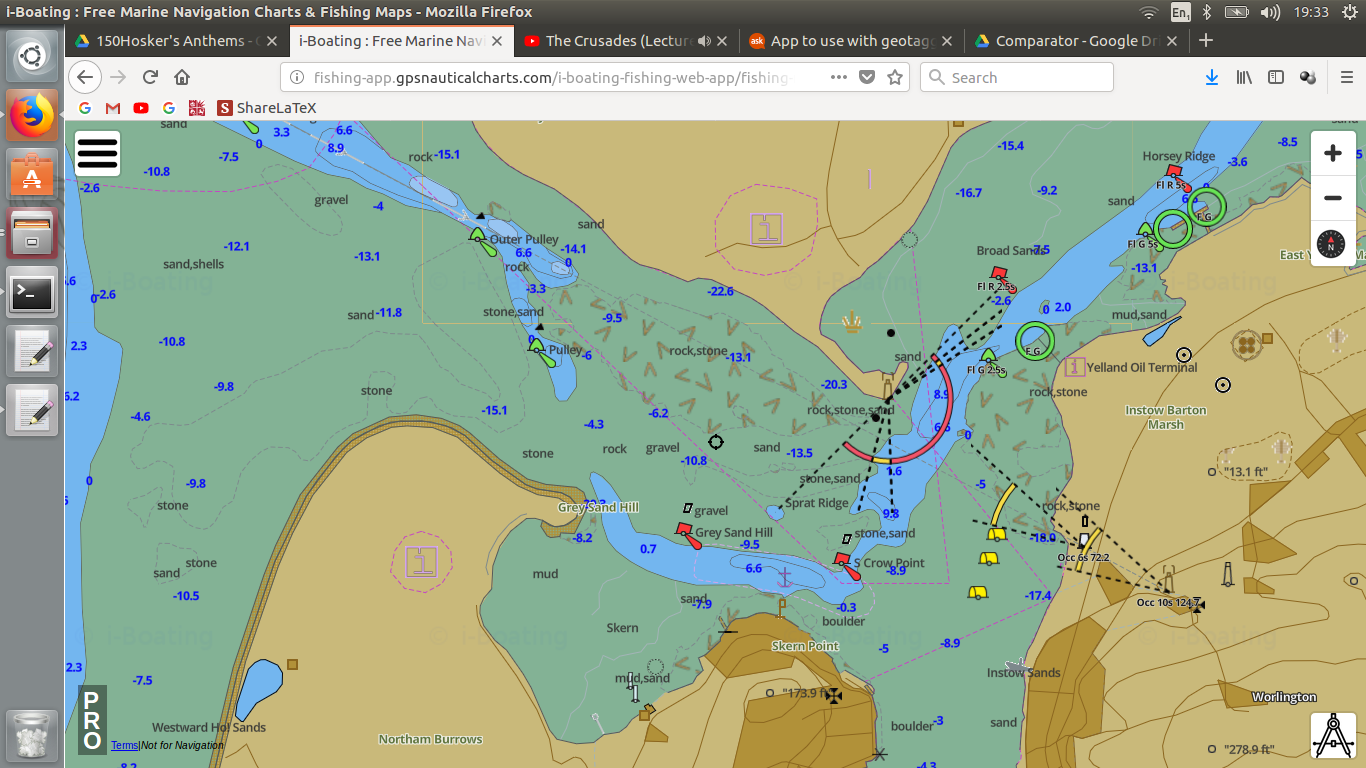 i-Boating : Free Marine Navigation Charts & Fishing Maps - Mozilla Firefox
En1
19:33
150Hosker's Anthems -
i-Boating : Free Marine Nav
The Crusades (Lectur
ask
App to use with geotag
Comparator - Google Dr
fishing-app.gpsnauticalcharts.com/i-boating-fishing-web-app/fishing-
Search
ShareLaTeX
sand
3.3
6.6
8.9
0
-7.5
-10.8
-2.6
rock
-15.1
-15.4
Horsey Ridge
-3.6
-8.5
Fl R 5s
gravel
-4
-16.7
-9.2
sand
F G
Outer Pulley
sand
-12.1
-13.1
6.6
-14.1
Broad Sands
-7.5
Fl G 5s
sand,shells
rock
0
-13.1
East Y
i-Boating
-3.3
-22.6
Fl R 2.5s
-2.6
0
-2.6
sand
-11.8
stone,sand
-9.5
0
2.0
mud,sand
2.3
-10.8
0
Pulley
-6
rock,stone
-13.1
sand
F G
Yelland Oil Terminal
-9.8
stone
-20.3
Fl G 2.5s
8.9
rock,stone
-4.6
-15.1
-6.2
rock,stone,sand
Instow Barton
Marsh
-4.3
0
stone
rock
gravel
sand
-13.5
-10.8
"13.1 ft"
0
-9.8
stone,sand
-5
stone
Grey Sand Hill
gravel
Sprat Ridge
9.8
rock,stone
-8.2
0.7
Grey Sand Hill
-9.5
stone,sand
-18.0
stone
sand
mud
6.6
S Crow Point
-8.9
Occ 6s 72.2
-10.5
sand
-7.9
-0.3
-17.4
Occ 10s 124.7
© i-Boating
Skern
boulder
Skern Point
-5
-8.9
2.3
-7.5
mud,sand
"173.9 ft"
Instow Sands
Worlington
Westward Ho! Sands
Northam Burrows
boulder
-3
sand
"278.9 ft"
PRO
Terms|Not for Navigation
-8.2
-4.3